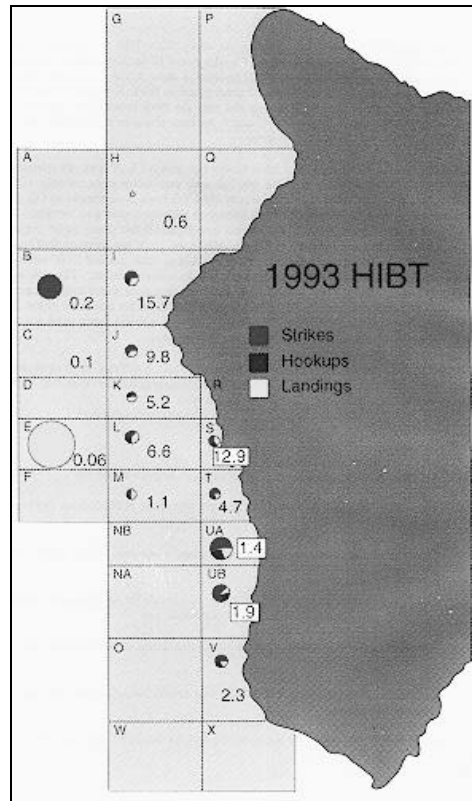 G P
A H Q
0.6
B I
0.2 15.7
1993 HIBT
Strikes
Hookups
Landings
C J
0.1 9.8
D K R
5.2
E L S
0.06 6.6 12.9
F M T
1.1 4.7
NB UA
1.4
NA UB
1.9
O V
2.3
W X